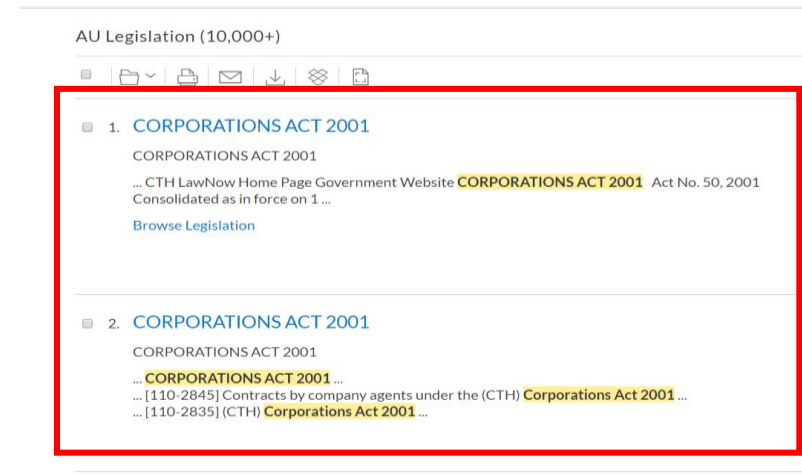 AU Legislation (10,000+)
1. CORPORATIONS ACT 2001
CORPORATIONS ACT 2001
... CTH LawNow Home Page Government Website CORPORATIONS ACT 2001 Act No. 50, 2001
Consolidated as in force on 1 ...
Browse Legislation
2. CORPORATIONS ACT 2001
CORPORATIONS ACT 2001
... CORPORATIONS ACT 2001 ...
... [110-2845] Contracts by company agents under the (CTH) Corporations Act 2001 ...
... [110-2835] (CTH) Corporations Act 2001 ...